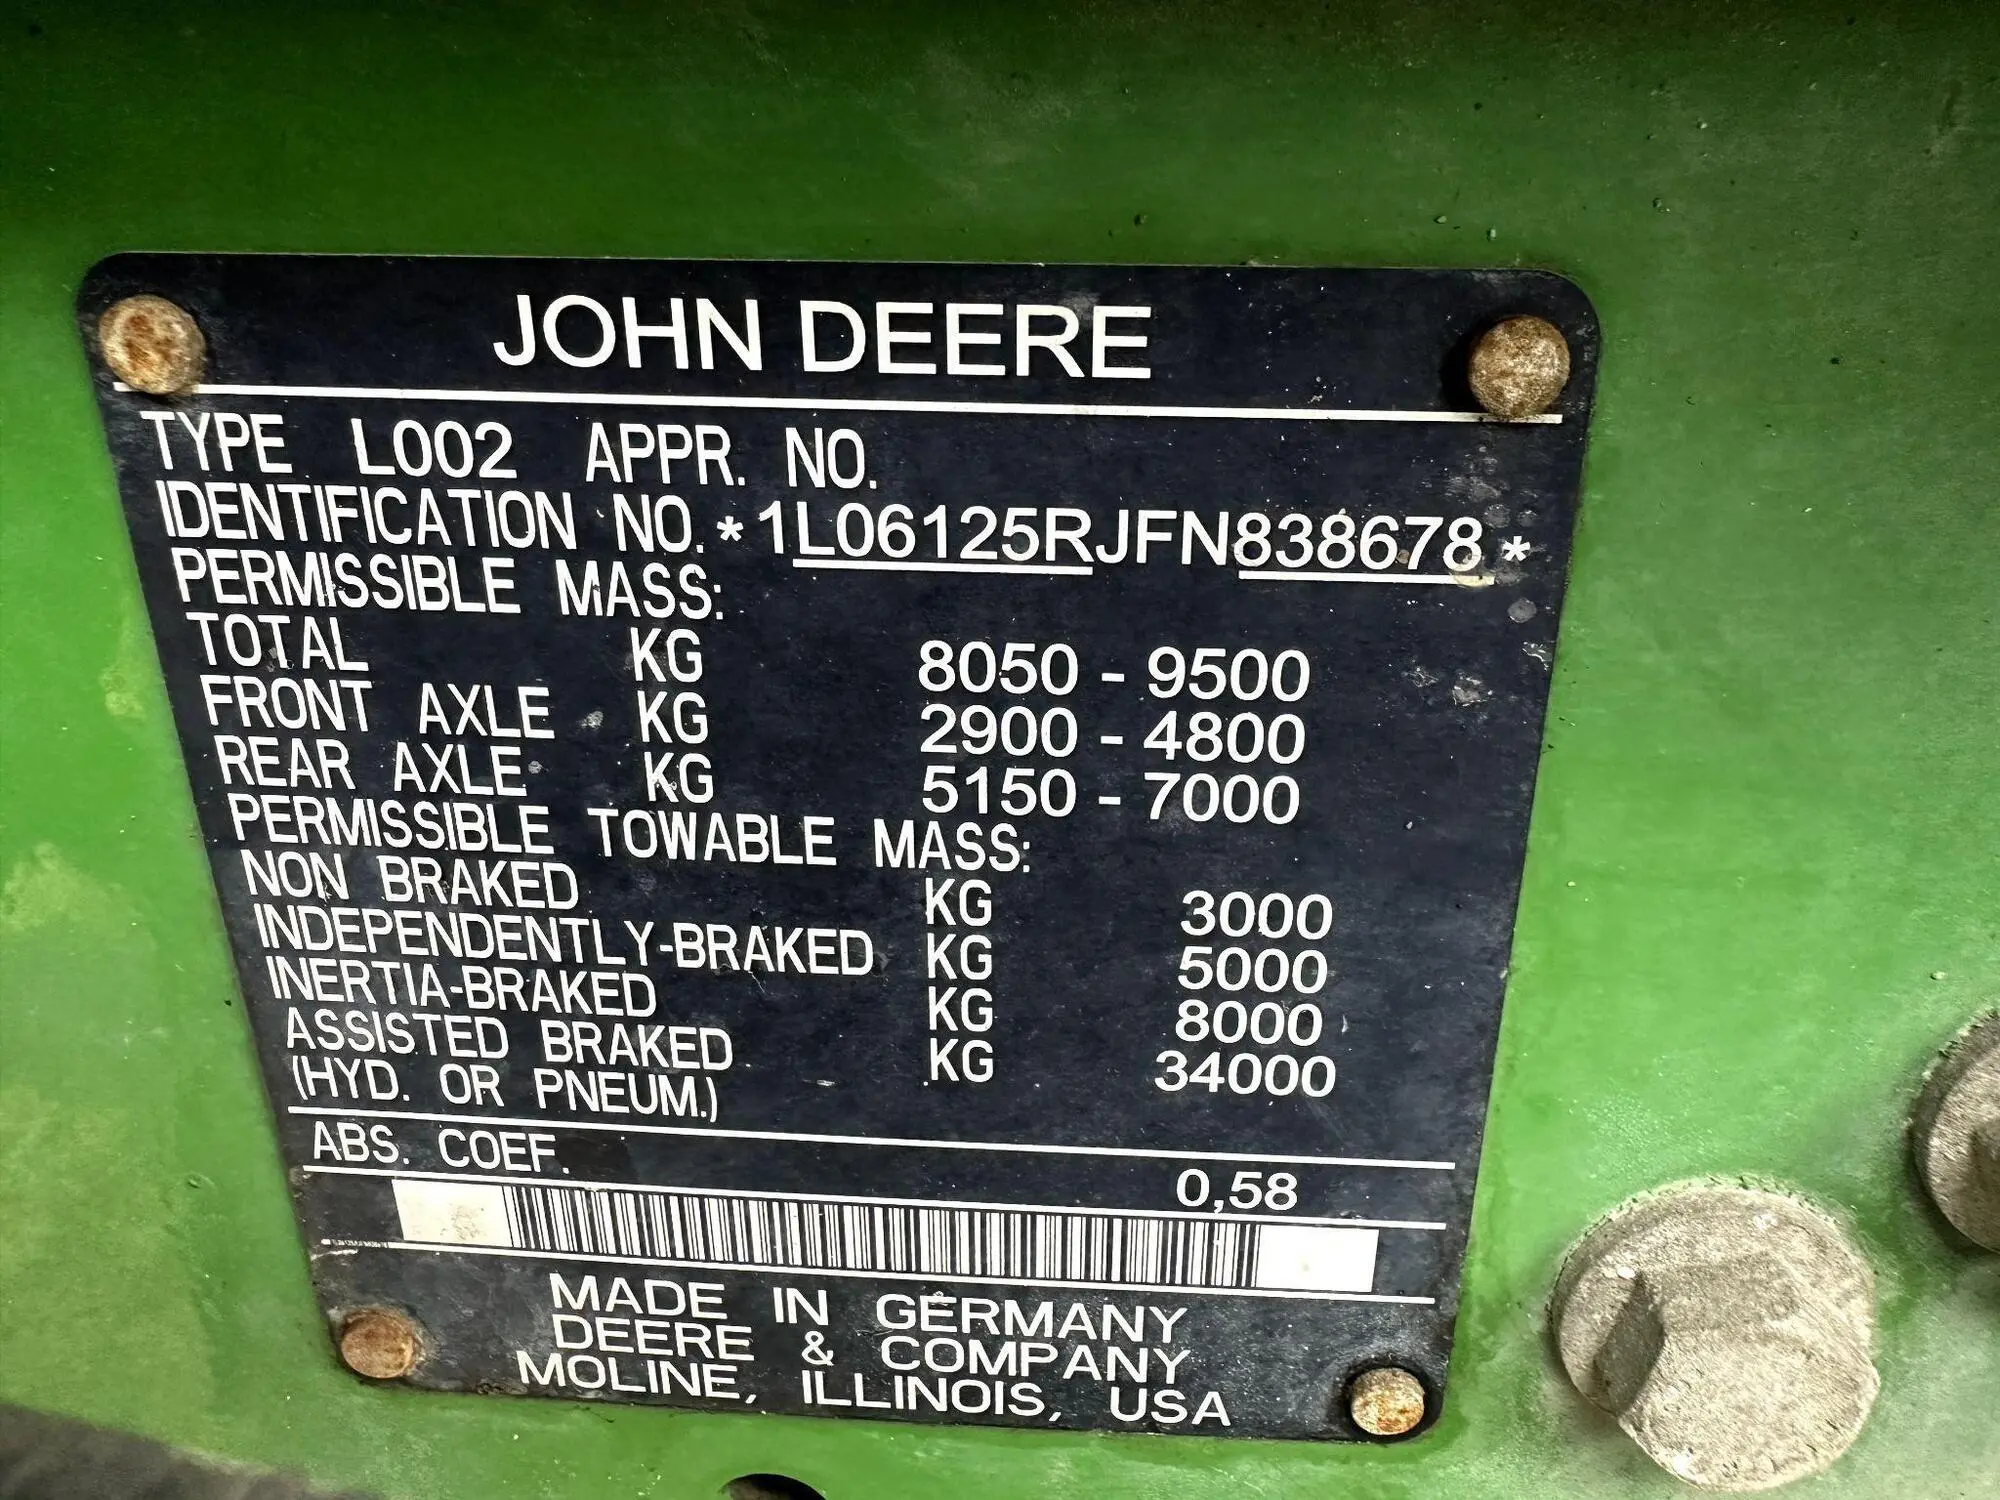 JOHN DEERE
TYPE L002 APPR. NO.
IDENTIFICATION NO. *1L06125RJFN838678*
PERMISSIBLE MASS:
TOTAL KG 8050 - 9500
FRONT AXLE KG 2900 - 4800
REAR AXLE KG 5150 - 7000
PERMISSIBLE TOWABLE MASS:
NON BRAKED KG 3000
INDEPENDENTLY-BRAKED KG 5000
INERTIA-BRAKED KG 8000
ASSISTED BRAKED KG 34000
(HYD. OR PNEUM.)
ABS. COEF. 0,58
MADE IN GERMANY
DEERE & COMPANY
MOLINE, ILLINOIS, USA